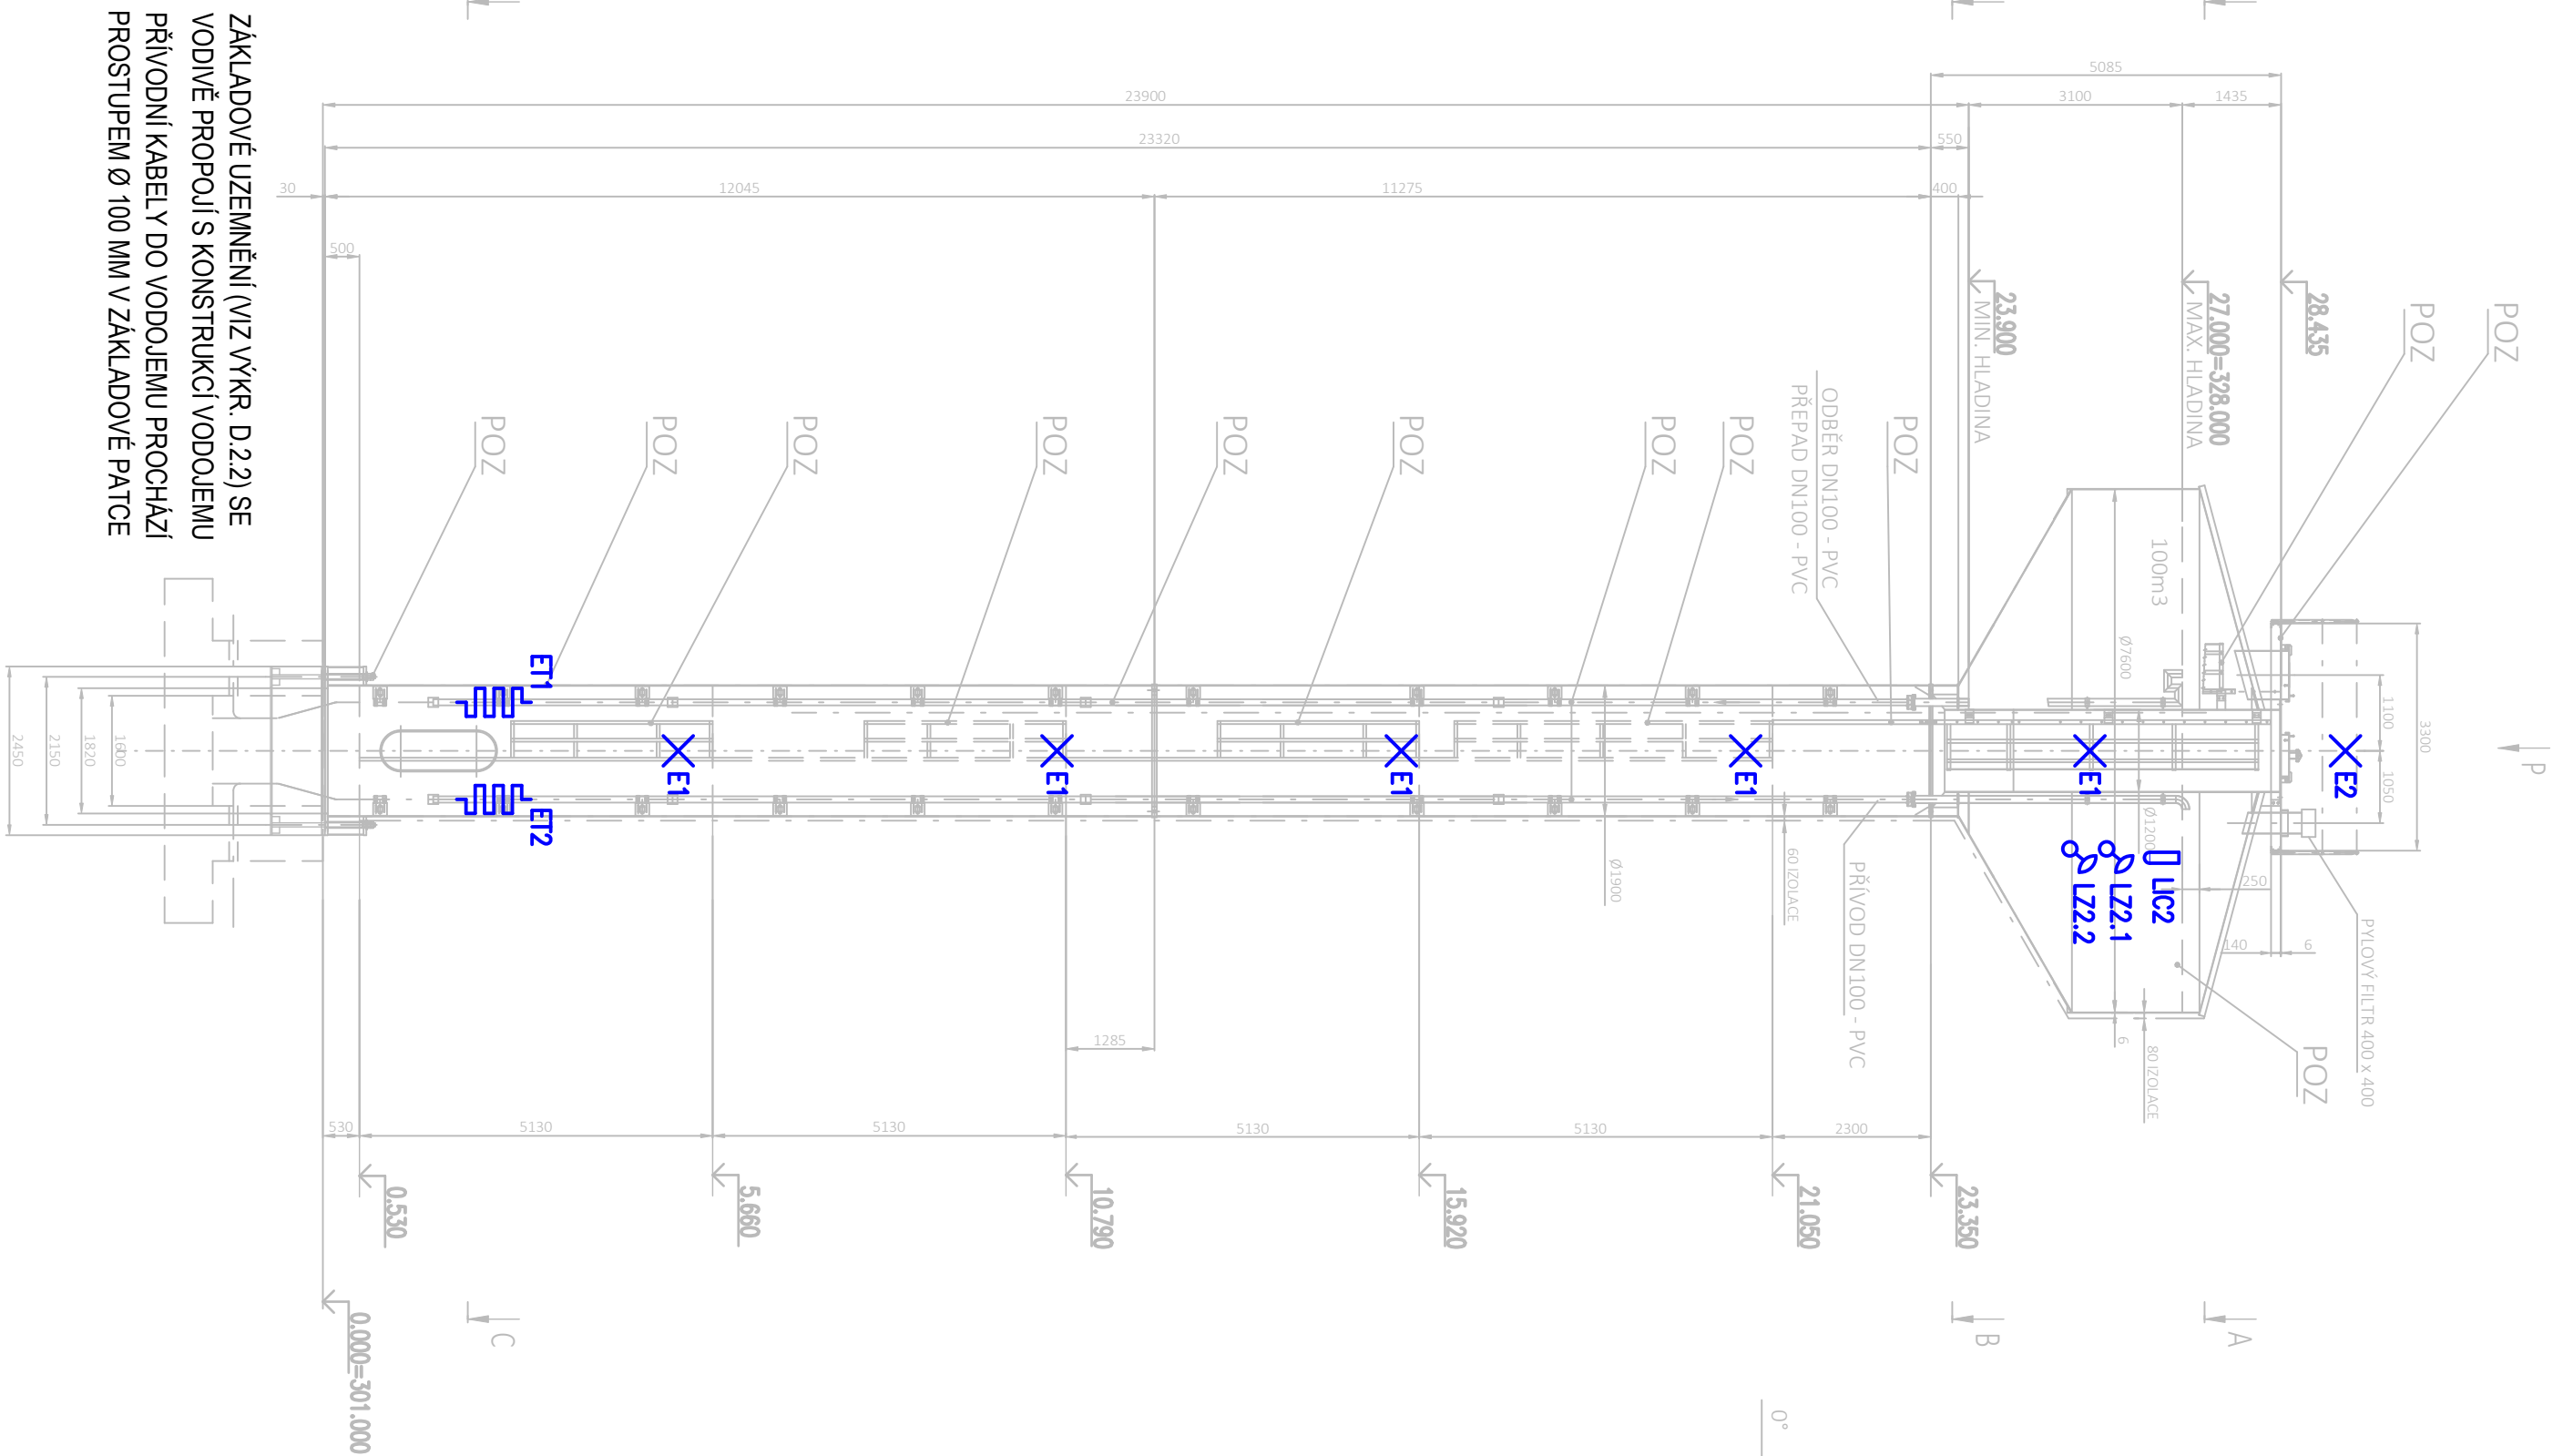 ZÁKLADOVÉ UZEMNĚNÍ (VIZ VÝKR. D.2.2) SE
VODIVĚ PROPOJÍ S KONSTRUKCÍ VODOJEMU
PŘÍVODNÍ KABELY DO VODOJEMU PROCHÁZÍ
PROSTUPEM Ø 100 MM V ZÁKLADOVÉ PATCE
P
POZ
POZ
28.435
27.000=328.000
MAX. HLADINA
23.900
MIN. HLADINA
5085
1435
3100
23900
550
23320
400
11275
12045
30
500
POZ
POZ
POZ
POZ
POZ
POZ
POZ
POZ
POZ
ODBĚR DN100 - PVC
PŘEPAD DN100 - PVC
100m3
Ø7600
3300
1100
1050
E2
E1
E1
E1
E1
E1
ET1
ET2
Ø1200
LIC2
LZ2.1
LZ2.2
250
140
6
PYLOVÝ FILTR 400 x 400
POZ
6
80 IZOLACE
60 IZOLACE
Ø1900
PŘÍVOD DN100 - PVC
1285
2300
5130
5130
5130
5130
530
23.350
21.050
15.920
10.790
5.660
0.530
0.000=301.000
1600
1820
2150
2450
A
B
C
0°